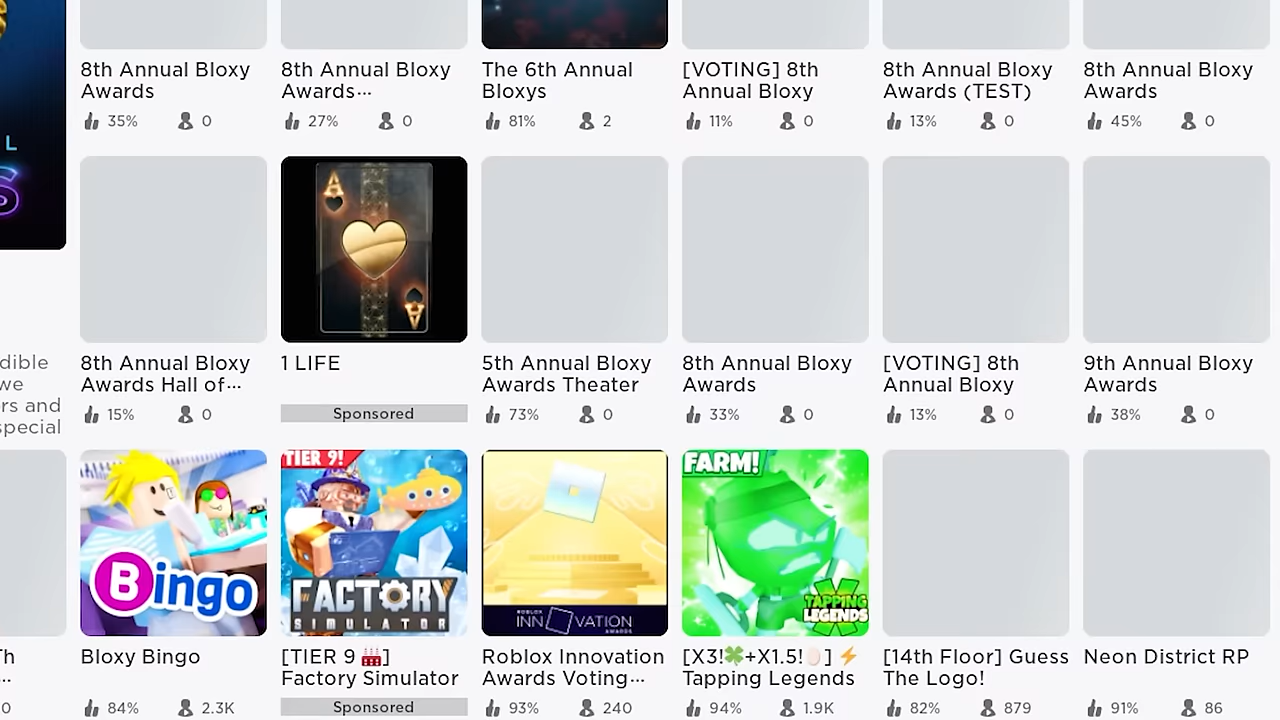 8th Annual Bloxy
Awards
35% 0
8th Annual Bloxy
Awards...
27% 0
The 6th Annual
Bloxys
81% 2
[VOTING] 8th
Annual Bloxy
11% 0
8th Annual Bloxy
Awards (TEST)
13% 0
8th Annual Bloxy
Awards
45% 0
L
S
dible
we
rs and
special
8th Annual Bloxy
Awards Hall of...
15% 0
A
A
1 LIFE
Sponsored
5th Annual Bloxy
Awards Theater
73% 0
8th Annual Bloxy
Awards
33% 0
[VOTING] 8th
Annual Bloxy
13% 0
9th Annual Bloxy
Awards
38% 0
Th
...
0
Bingo
Bloxy Bingo
84% 2.3K
TIER 9!
FACTORY
SIMULATOR
[TIER 9 🏭]
Factory Simulator
Sponsored
ROBLOX
INNOVATION
AWARDS
Roblox Innovation
Awards Voting...
93% 240
FARM!
TAPPING
LEGENDS
[X3!🍀+X1.5!🥚] ⚡
Tapping Legends
94% 1.9K
[14th Floor] Guess
The Logo!
82% 879
Neon District RP
91% 86